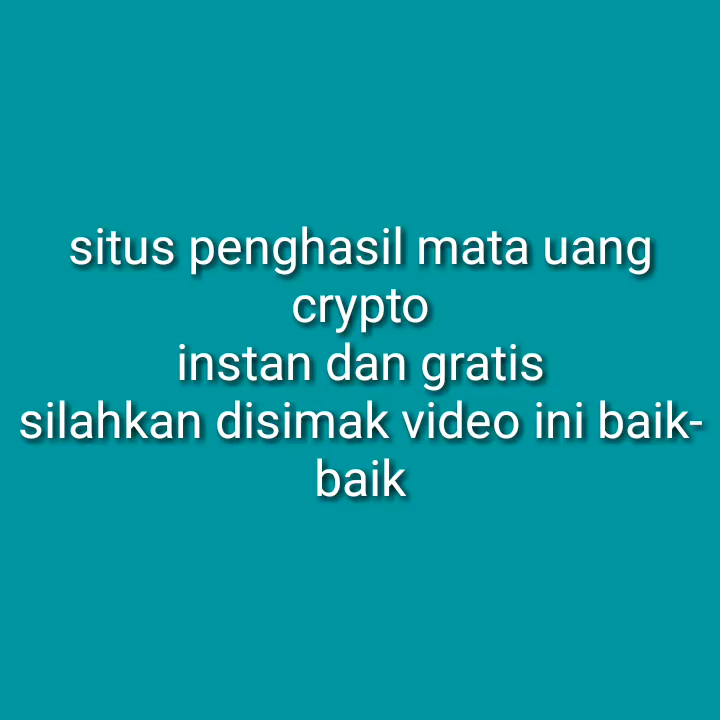 situs penghasil mata uang
crypto
instan dan gratis
silahkan disimak video ini baik-
baik